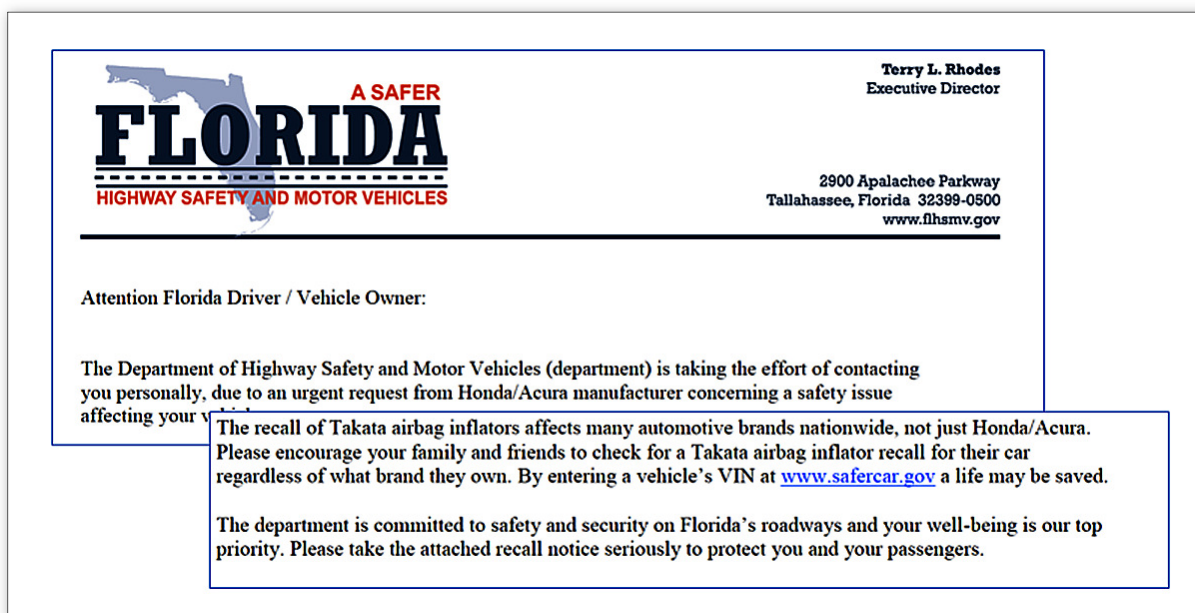 A SAFER
FLORIDA
HIGHWAY SAFETY AND MOTOR VEHICLES
Terry L. Rhodes
Executive Director
2900 Apalachee Parkway
Tallahassee, Florida 32399-0500
www.flhsmv.gov
Attention Florida Driver / Vehicle Owner:
The Department of Highway Safety and Motor Vehicles (department) is taking the effort of contacting
you personally, due to an urgent request from Honda/Acura manufacturer concerning a safety issue
affecting your
The recall of Takata airbag inflators affects many automotive brands nationwide, not just Honda/Acura.
Please encourage your family and friends to check for a Takata airbag inflator recall for their car
regardless of what brand they own. By entering a vehicle’s VIN at www.safercar.gov a life may be saved.
The department is committed to safety and security on Florida’s roadways and your well-being is our top
priority. Please take the attached recall notice seriously to protect you and your passengers.